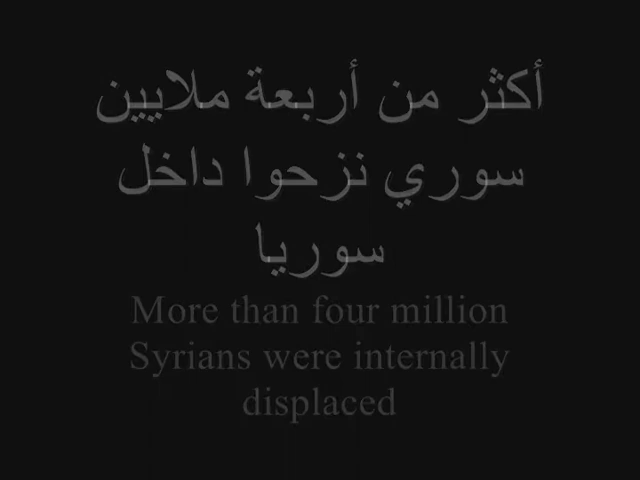 أكثر من أربعة ملايين
سوري نزحوا داخل
سوريا
More than four million
Syrians were internally
displaced